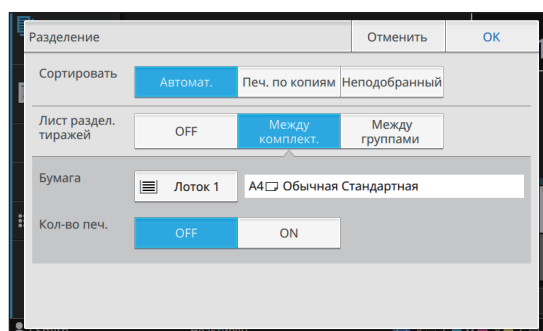 Разделение
Отменить
OK
Сортировать
Автомат.
Печ. по копиям
Неподобранный
Лист раздел.
тиражей
OFF
Между
комплект.
Между
группами
Бумага
Лоток 1
A4 Обычная Стандартная
Кол-во печ.
OFF
ON